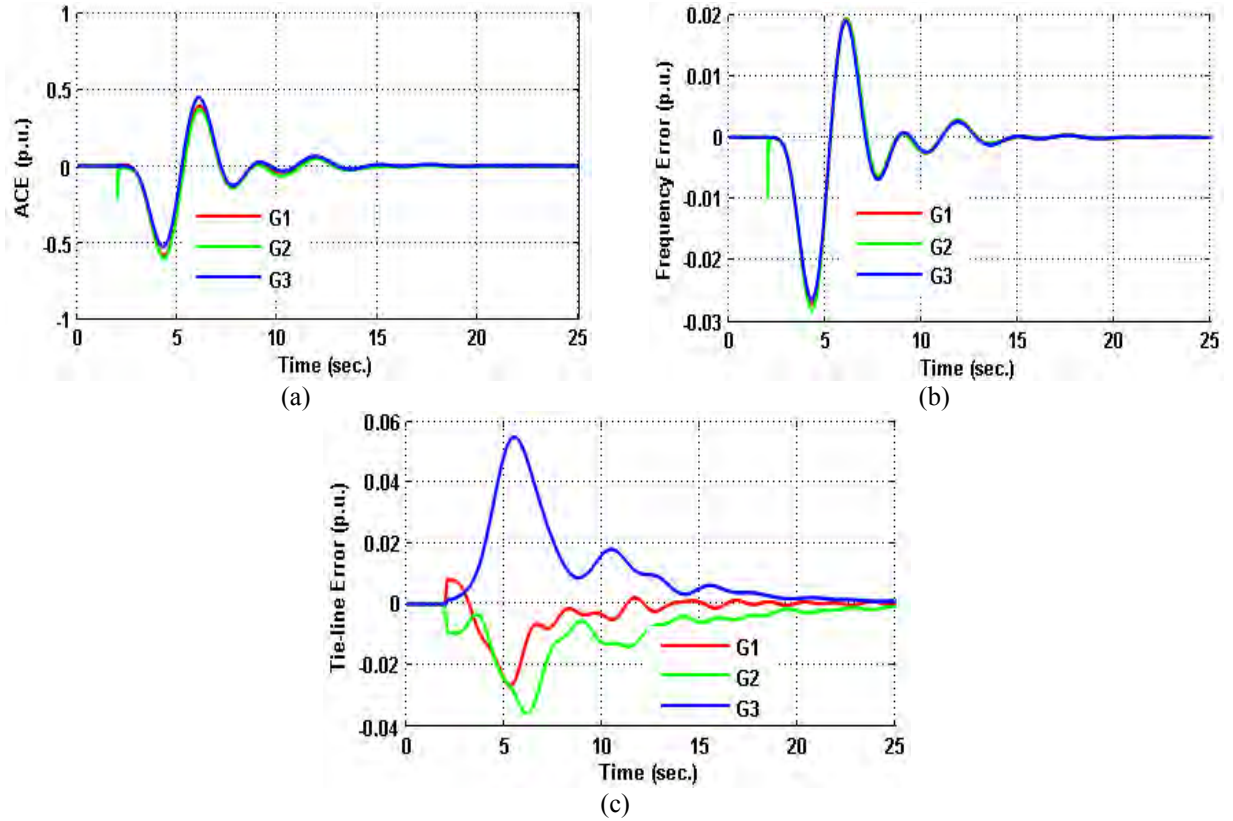 1
0.5
0
-0.5
-1
ACE (p.u.)
G1
G2
G3
0 5 10 15 20 25
Time (sec.)
(a)
0.02
0.01
0
-0.01
-0.02
-0.03
Frequency Error (p.u.)
G1
G2
G3
0 5 10 15 20 25
Time (sec.)
(b)
0.06
0.04
0.02
0
-0.02
-0.04
Tie-line Error (p.u.)
G1
G2
G3
0 5 10 15 20 25
Time (sec.)
(c)